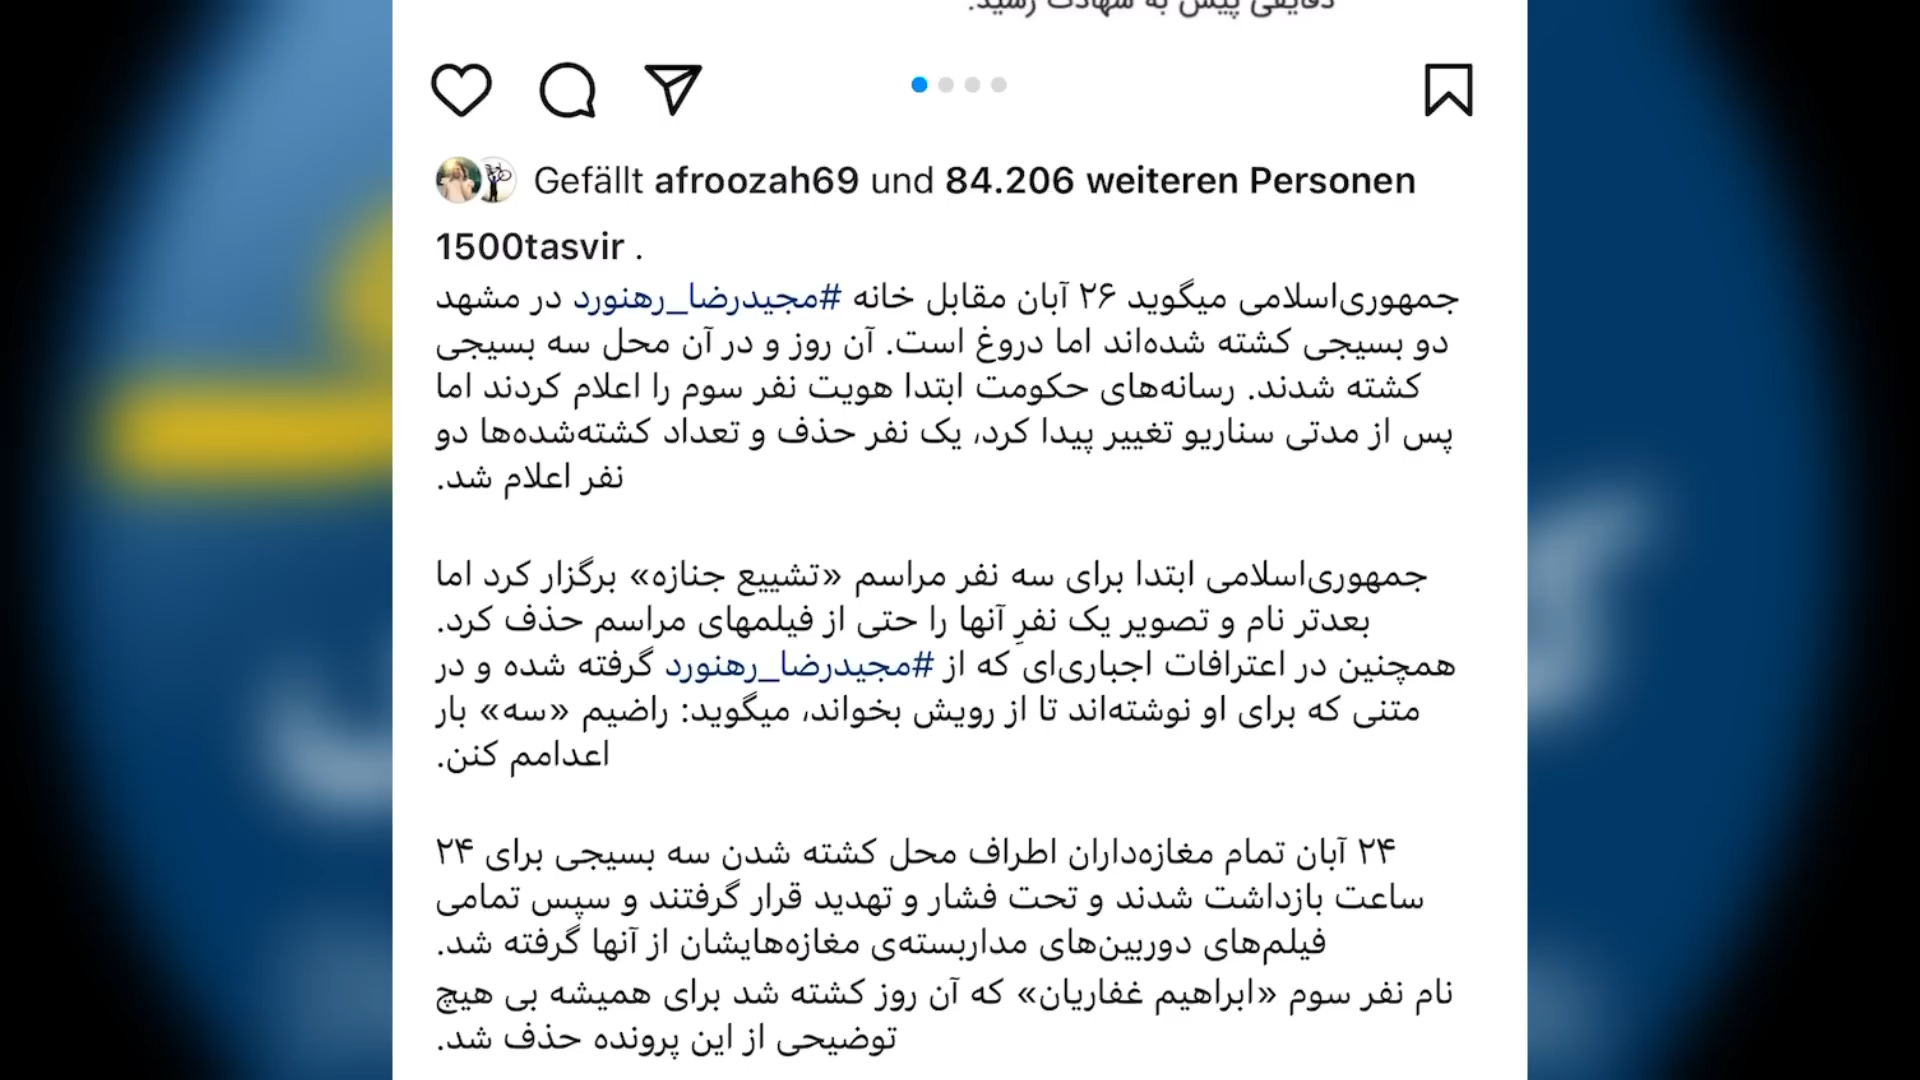 دقایقی پیش به شهادت رسید.
Gefällt afroozah69 und 84.206 weiteren Personen
1500tasvir .
جمهوری‌اسلامی میگوید ۲۶ آبان مقابل خانه #مجیدرضا_رهنورد در مشهد
دو بسیجی کشته شده‌اند اما دروغ است. آن روز و در آن محل سه بسیجی
کشته شدند. رسانه‌های حکومت ابتدا هویت نفر سوم را اعلام کردند اما
پس از مدتی سناریو تغییر پیدا کرد، یک نفر حذف و تعداد کشته‌شده‌ها دو
نفر اعلام شد.
جمهوری‌اسلامی ابتدا برای سه نفر مراسم «تشییع جنازه» برگزار کرد اما
بعدتر نام و تصویر یک نفرِ آنها را حتی از فیلمهای مراسم حذف کرد.
همچنین در اعترافات اجباری‌ای که از #مجیدرضا_رهنورد گرفته شده و در
متنی که برای او نوشته‌اند تا از رویش بخواند، میگوید: راضیم «سه» بار
اعدامم کنن.
۲۴ آبان تمام مغازه‌داران اطراف محل کشته شدن سه بسیجی برای ۲۴
ساعت بازداشت شدند و تحت فشار و تهدید قرار گرفتند و سپس تمامی
فیلم‌های دوربین‌های مداربسته‌ی مغازه‌هایشان از آنها گرفته شد.
نام نفر سوم «ابراهیم غفاریان» که آن روز کشته شد برای همیشه بی هیچ
توضیحی از این پرونده حذف شد.